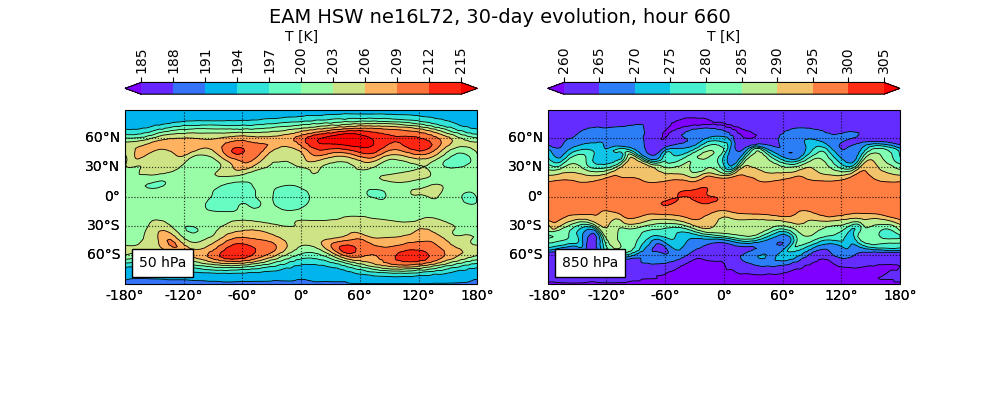 EAM HSW ne16L72, 30-day evolution, hour 660
T [K]
185 188 191 194 197 200 203 206 209 212 215
60°N
30°N
0°
30°S
60°S
50 hPa
-180° -120° -60° 0° 60° 120° 180°
T [K]
260 265 270 275 280 285 290 295 300 305
60°N
30°N
0°
30°S
60°S
850 hPa
-180° -120° -60° 0° 60° 120° 180°